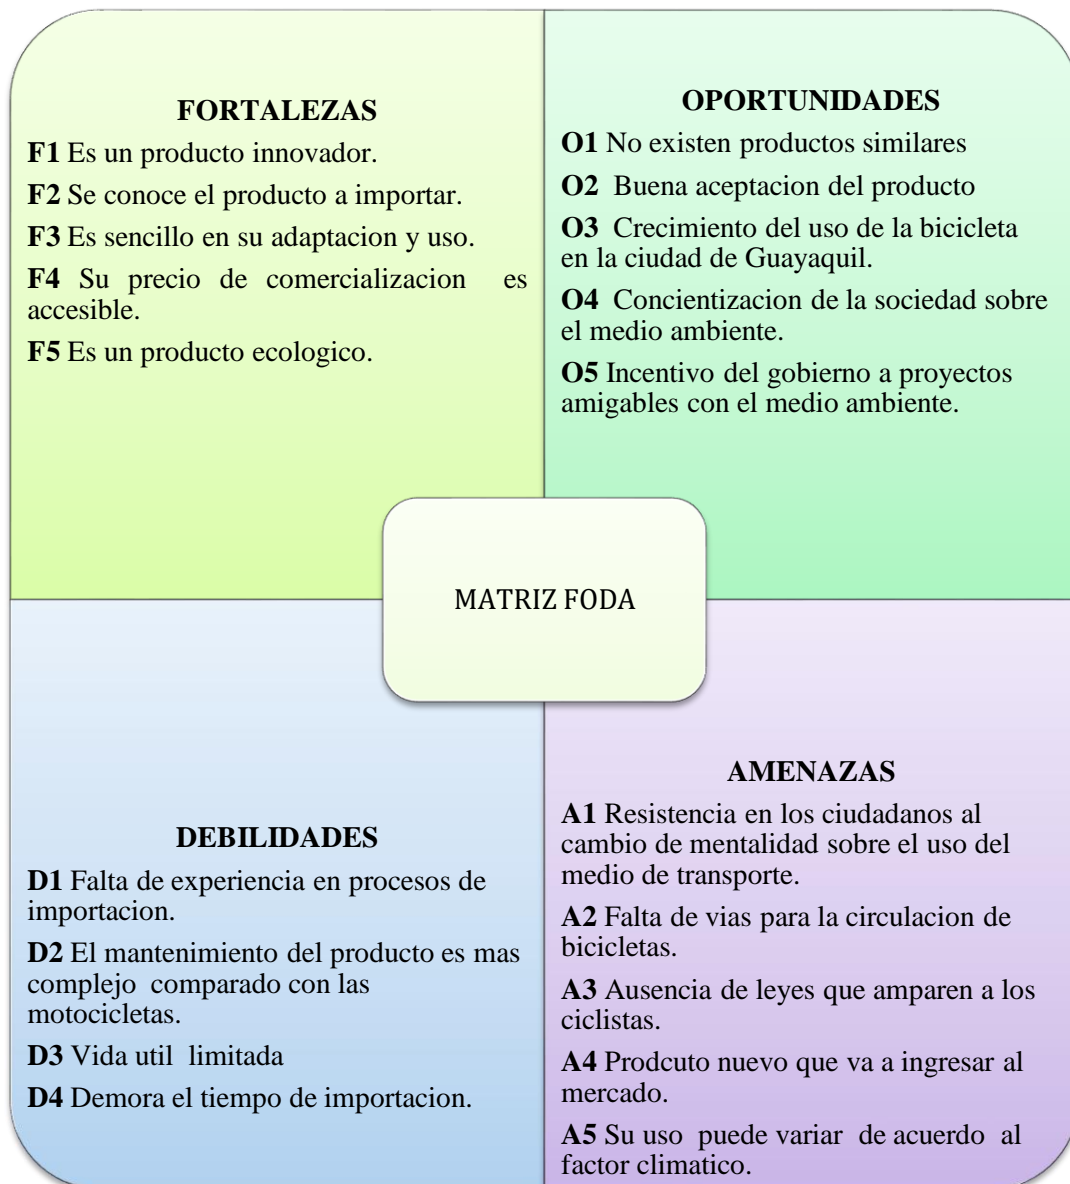 FORTALEZAS
F1 Es un producto innovador.
F2 Se conoce el producto a importar.
F3 Es sencillo en su adaptacion y uso.
F4 Su precio de comercializacion es
accesible.
F5 Es un producto ecologico.
OPORTUNIDADES
O1 No existen productos similares
O2 Buena aceptacion del producto
O3 Crecimiento del uso de la bicicleta
en la ciudad de Guayaquil.
O4 Concientizacion de la sociedad sobre
el medio ambiente.
O5 Incentivo del gobierno a proyectos
amigables con el medio ambiente.
MATRIZ FODA
DEBILIDADES
D1 Falta de experiencia en procesos de
importacion.
D2 El mantenimiento del producto es mas
complejo comparado con las
motocicletas.
D3 Vida util limitada
D4 Demora el tiempo de importacion.
AMENAZAS
A1 Resistencia en los ciudadanos al
cambio de mentalidad sobre el uso del
medio de transporte.
A2 Falta de vias para la circulacion de
bicicletas.
A3 Ausencia de leyes que amparen a los
ciclistas.
A4 Prodcuto nuevo que va a ingresar al
mercado.
A5 Su uso puede variar de acuerdo al
factor climatico.